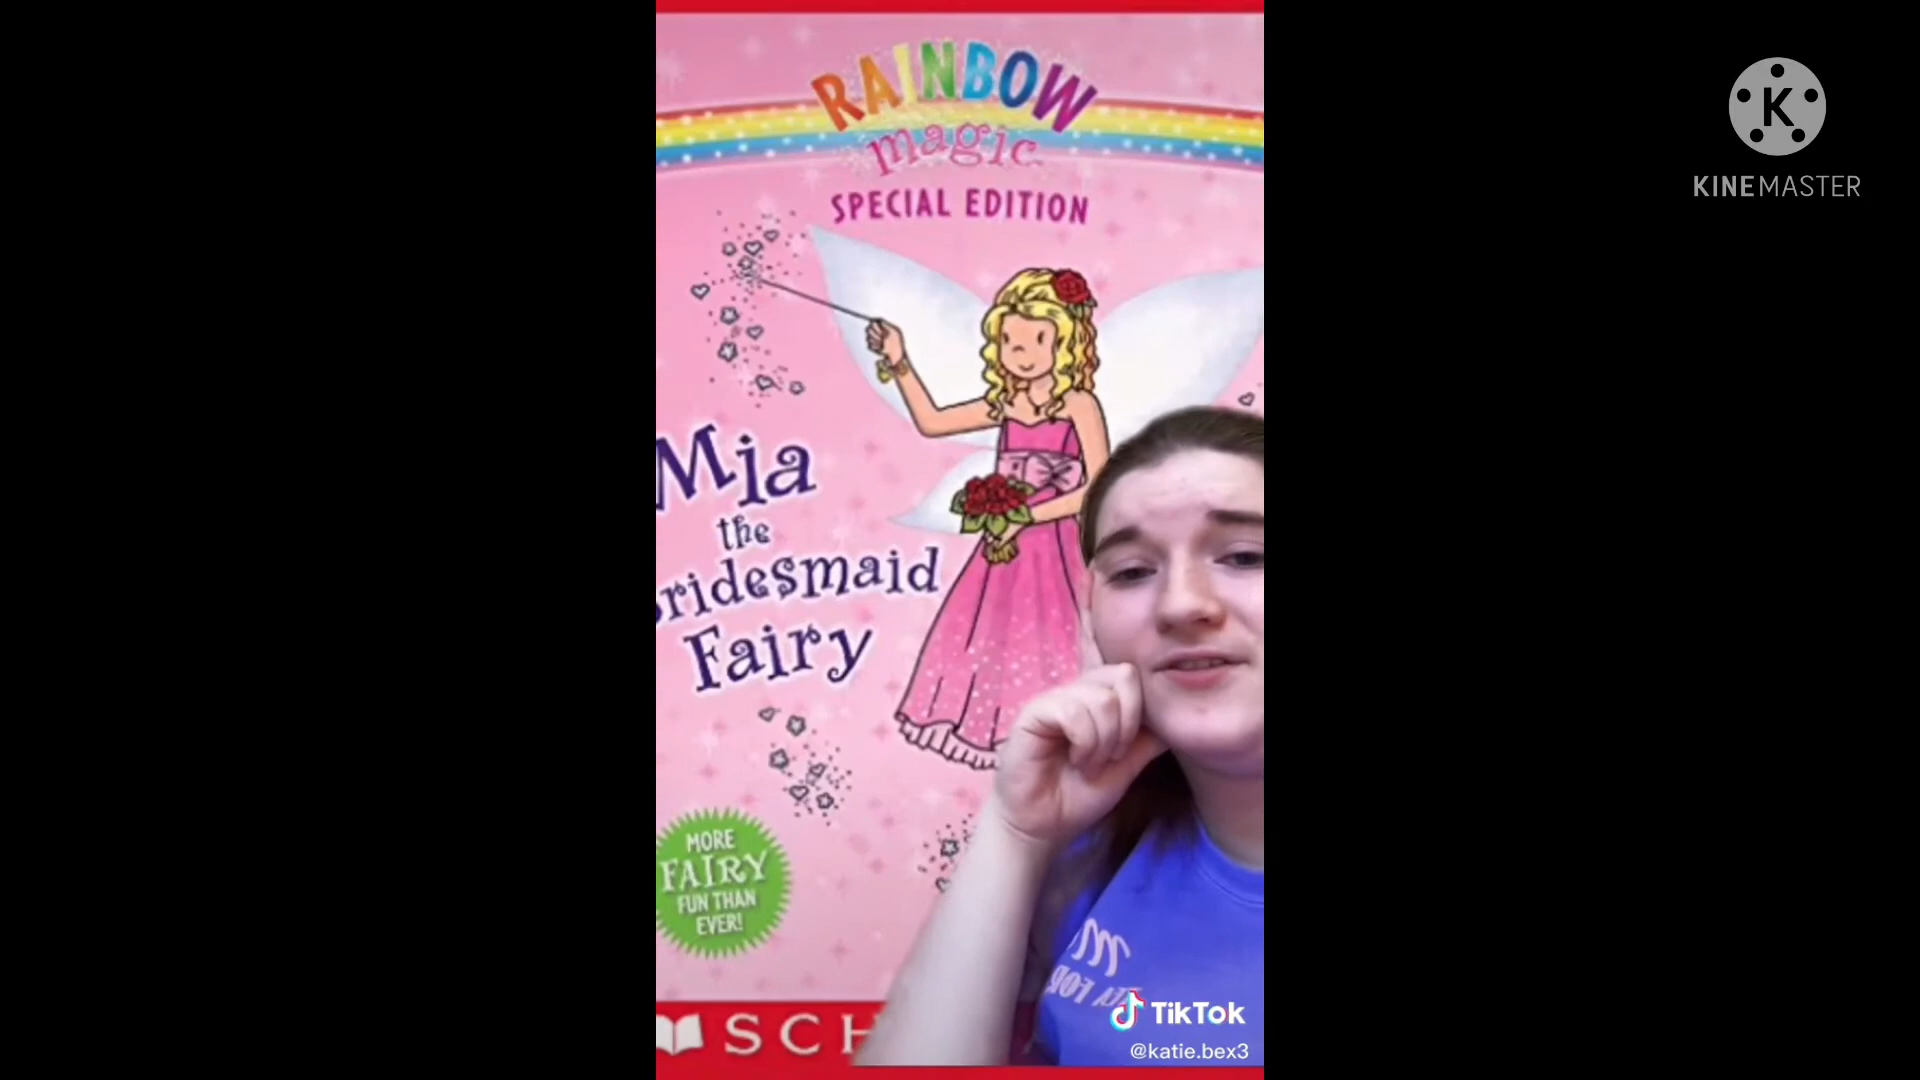 RAINBOW
magic
SPECIAL EDITION
Mia
the
ridesmaid
Fairy
MORE
FAIRY
FUN THAN
EVER!
SCH
TikTok
@katie.bex3
K
KINEMASTER